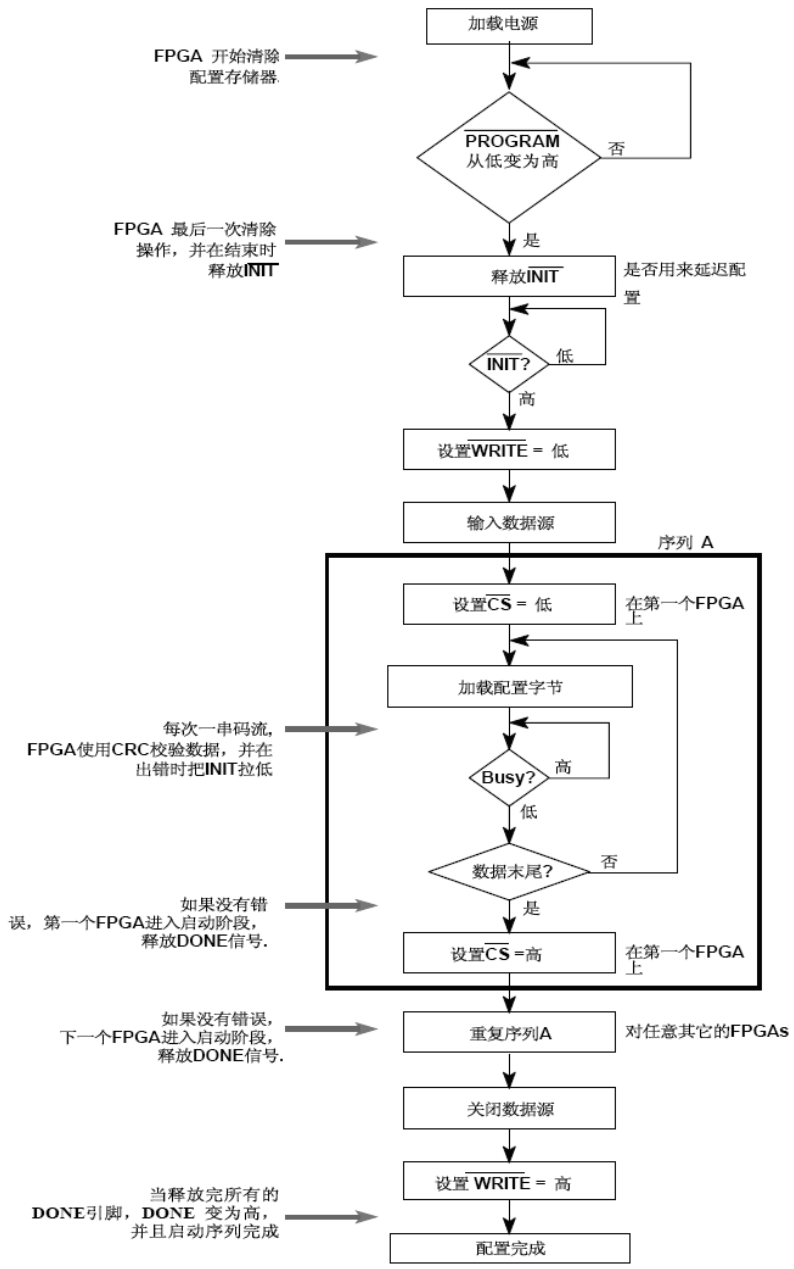 加载电源
FPGA 开始清除
配置存储器.
PROGRAM
从低变为高
否
是
FPGA 最后一次清除
操作，并在结束时
释放INIT
释放INIT
是否用来延迟配
置
INIT?
低
高
设置WRITE = 低
输入数据源
序列 A
设置CS = 低
在第一个FPGA
上
加载配置字节
每次一串码流,
FPGA使用CRC校验数据，并在
出错时把INIT拉低
Busy?
高
低
数据末尾?
否
是
如果没有错
误，第一个FPGA进入启动阶段，
释放DONE信号.
设置CS =高
在第一个FPGA
上
如果没有错误，
下一个FPGA进入启动阶段，
释放DONE信号.
重复序列A
对任意其它的FPGAs
关闭数据源
设置 WRITE = 高
当释放完所有的
DONE引脚，DONE 变为高，
并且启动序列完成
配置完成